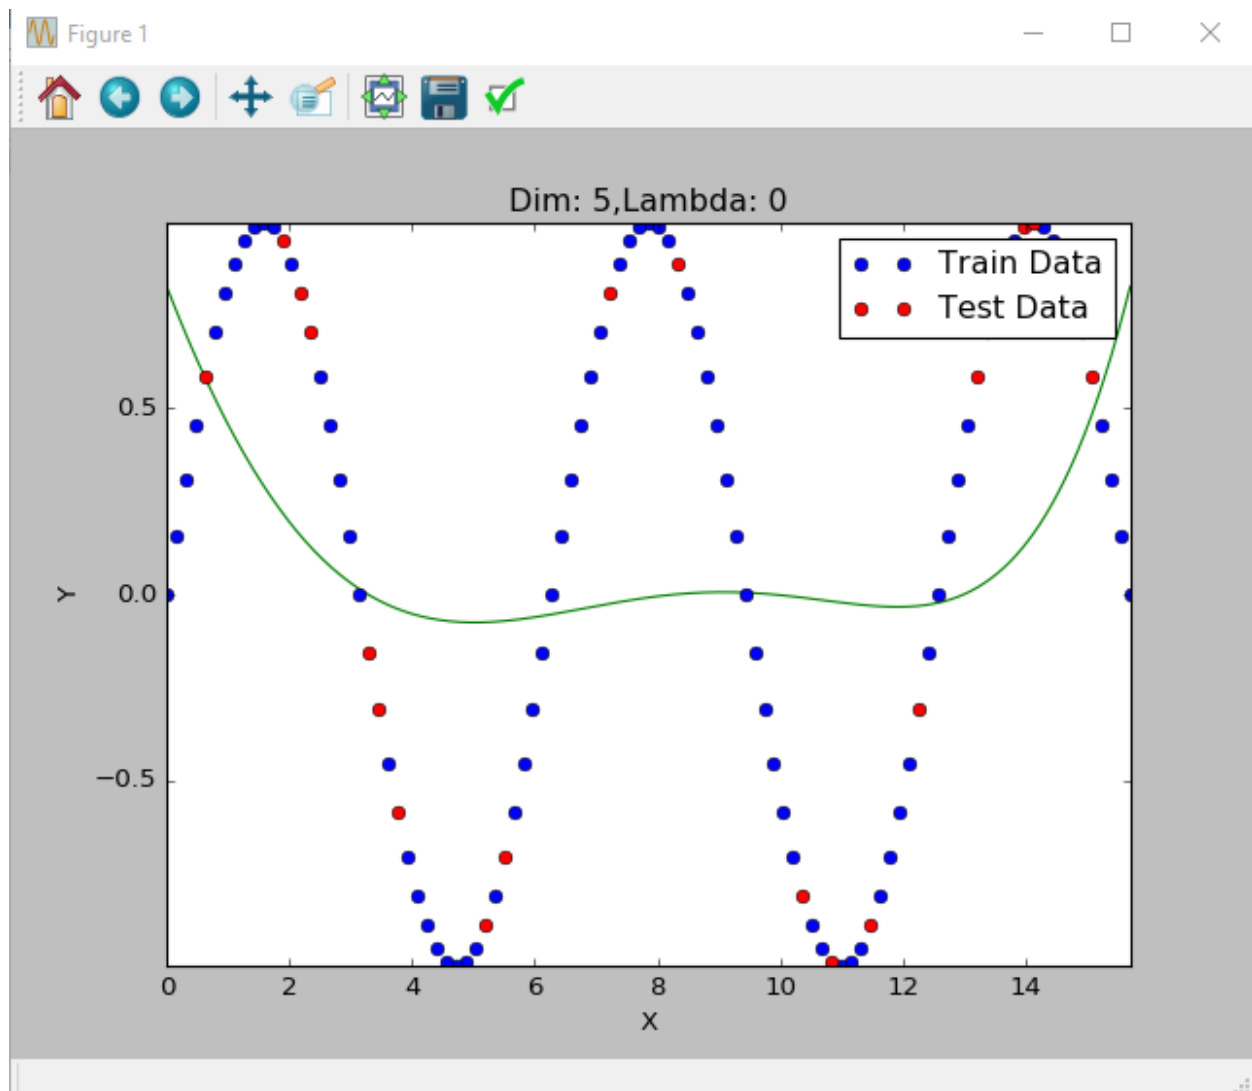 Figure 1
Dim: 5,Lambda: 0
Train Data
Test Data
0.5
0.0
−0.5
Y
0 2 4 6 8 10 12 14
X